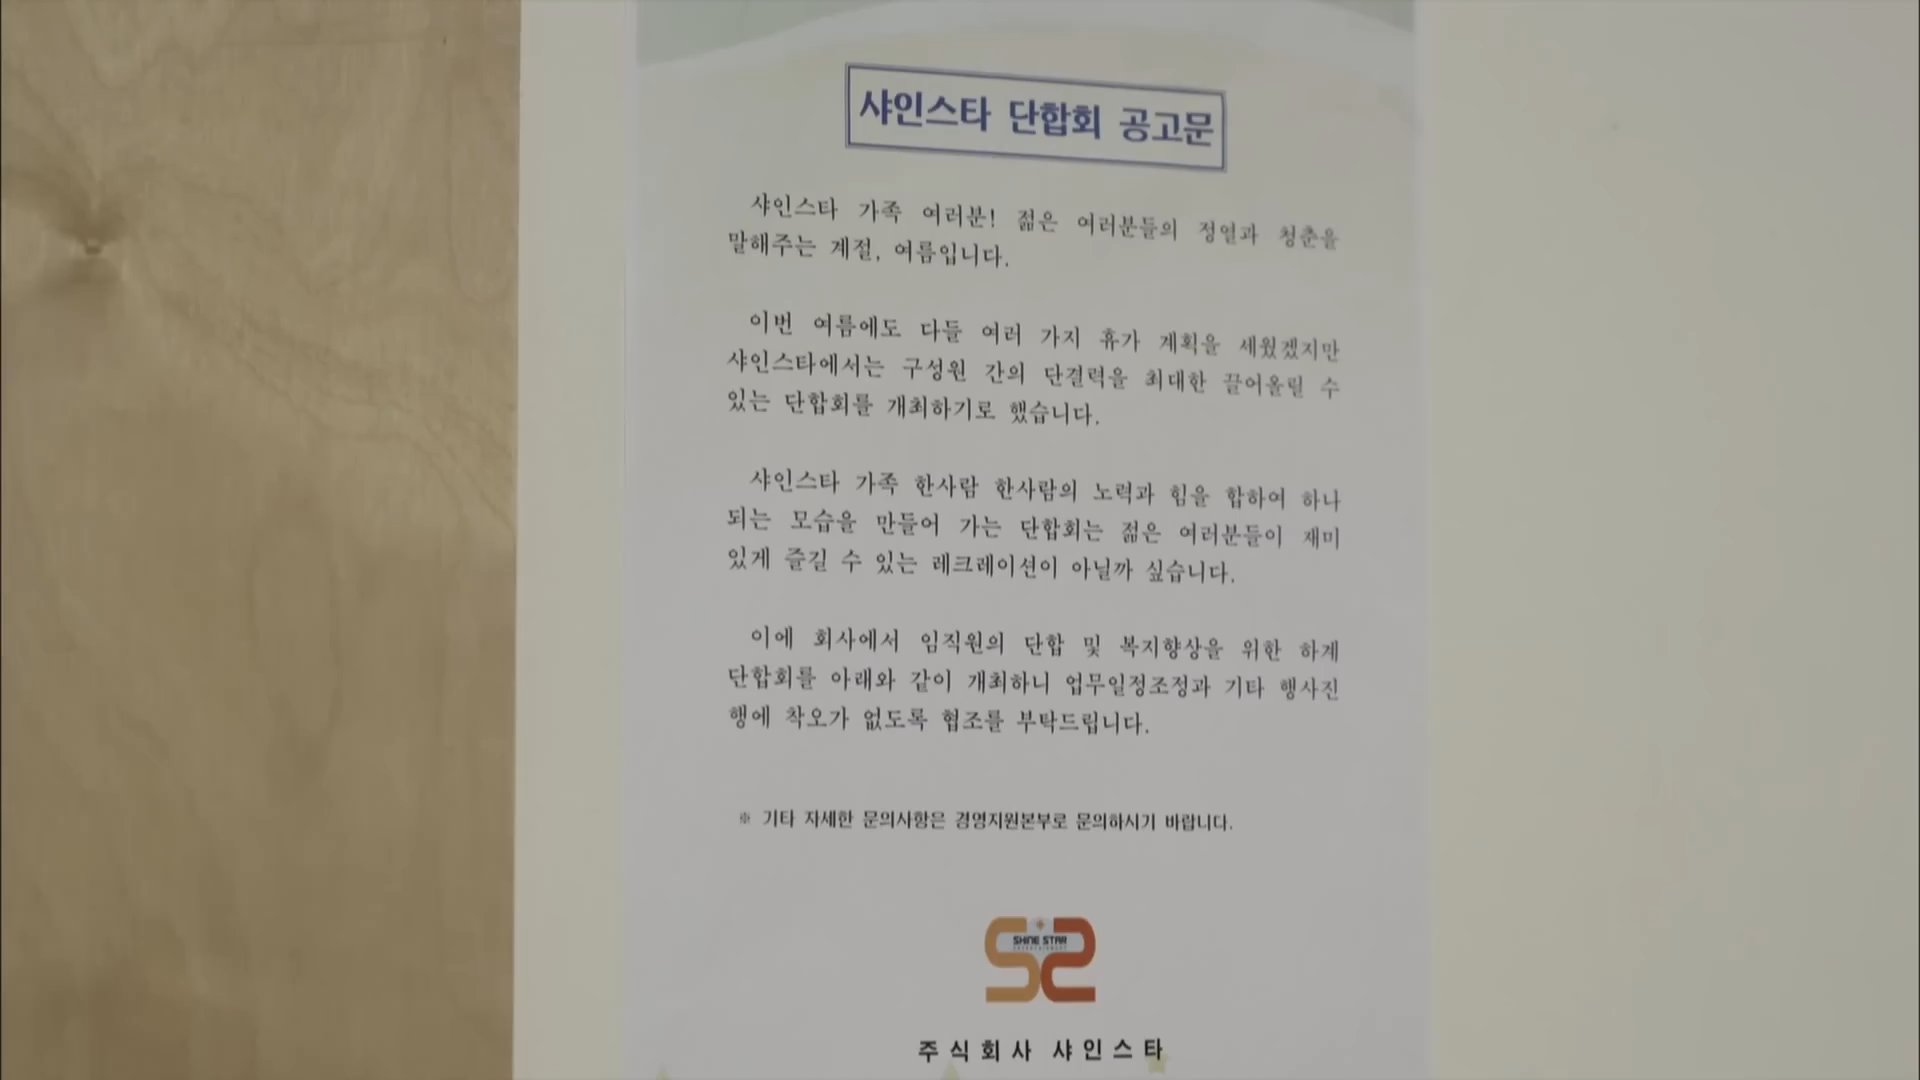 샤인스타 단합회 공고문
샤인스타 가족 여러분! 젊은 여러분들의 정열과 청춘을
말해주는 계절, 여름입니다.
이번 여름에도 다들 여러 가지 휴가 계획을 세웠겠지만
샤인스타에서는 구성원 간의 단결력을 최대한 끌어올릴 수
있는 단합회를 개최하기로 했습니다.
샤인스타 가족 한사람 한사람의 노력과 힘을 합하여 하나
되는 모습을 만들어 가는 단합회는 젊은 여러분들이 재미
있게 즐길 수 있는 레크레이션이 아닐까 싶습니다.
이에 회사에서 임직원의 단합 및 복지향상을 위한 하계
단합회를 아래와 같이 개최하니 업무일정조정과 기타 행사진
행에 착오가 없도록 협조를 부탁드립니다.
※ 기타 자세한 문의사항은 경영지원본부로 문의하시기 바랍니다.
SHINE STAR
ENTERTAINMENT
주식회사 샤인스타